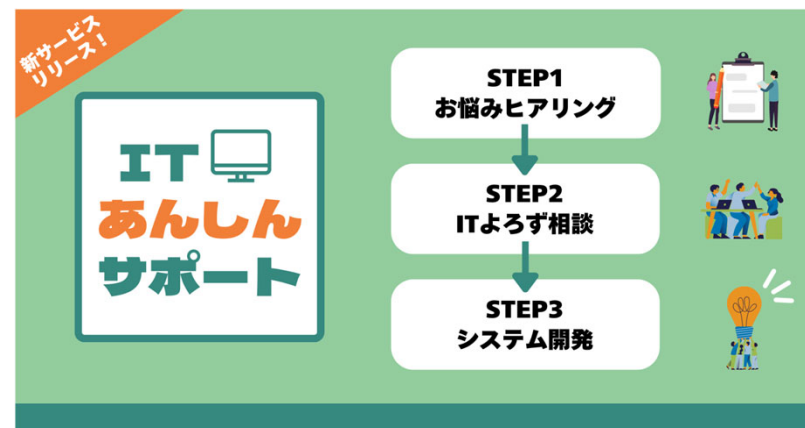 新サービス
リリース！
IT
あんしん
サポート
STEP1
お悩みヒアリング
STEP2
ITよろず相談
STEP3
システム開発